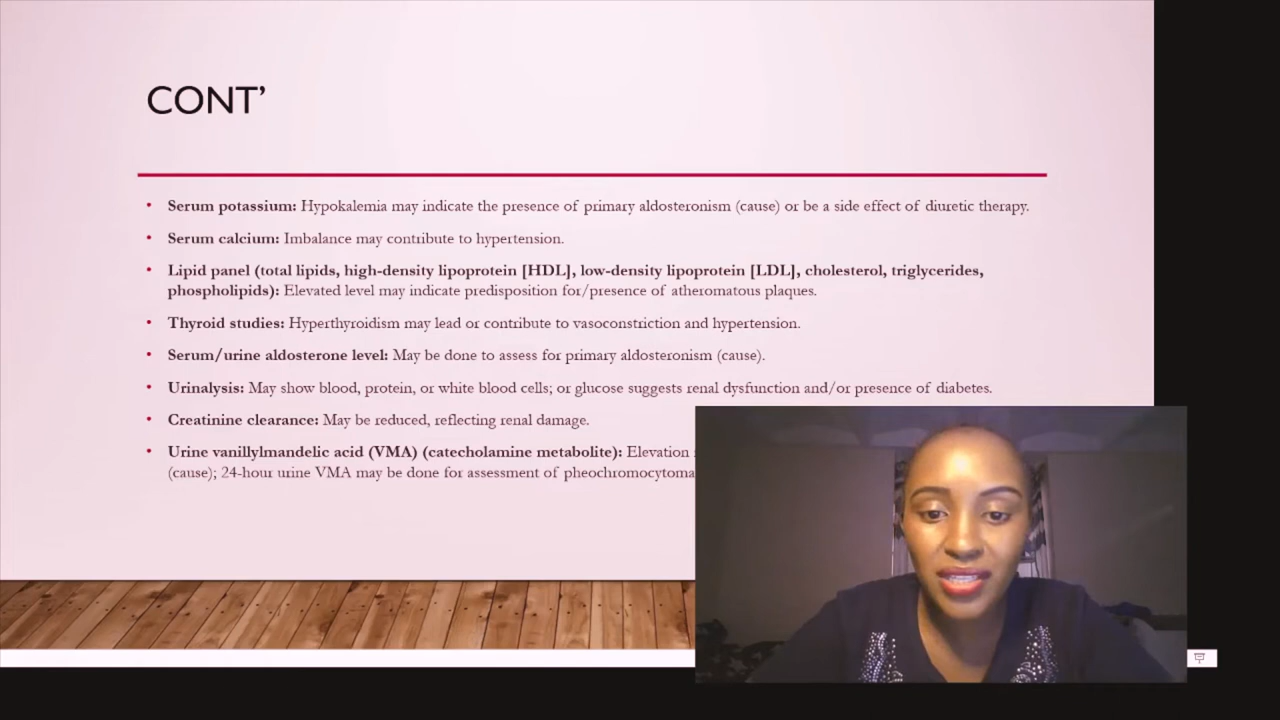 CONT’
• Serum potassium: Hypokalemia may indicate the presence of primary aldosteronism (cause) or be a side effect of diuretic therapy.
• Serum calcium: Imbalance may contribute to hypertension.
• Lipid panel (total lipids, high-density lipoprotein [HDL], low-density lipoprotein [LDL], cholesterol, triglycerides,
phospholipids): Elevated level may indicate predisposition for/presence of atheromatous plaques.
• Thyroid studies: Hyperthyroidism may lead or contribute to vasoconstriction and hypertension.
• Serum/urine aldosterone level: May be done to assess for primary aldosteronism (cause).
• Urinalysis: May show blood, protein, or white blood cells; or glucose suggests renal dysfunction and/or presence of diabetes.
• Creatinine clearance: May be reduced, reflecting renal damage.
• Urine vanillylmandelic acid (VMA) (catecholamine metabolite): Elevation
(cause); 24-hour urine VMA may be done for assessment of pheochromocytoma